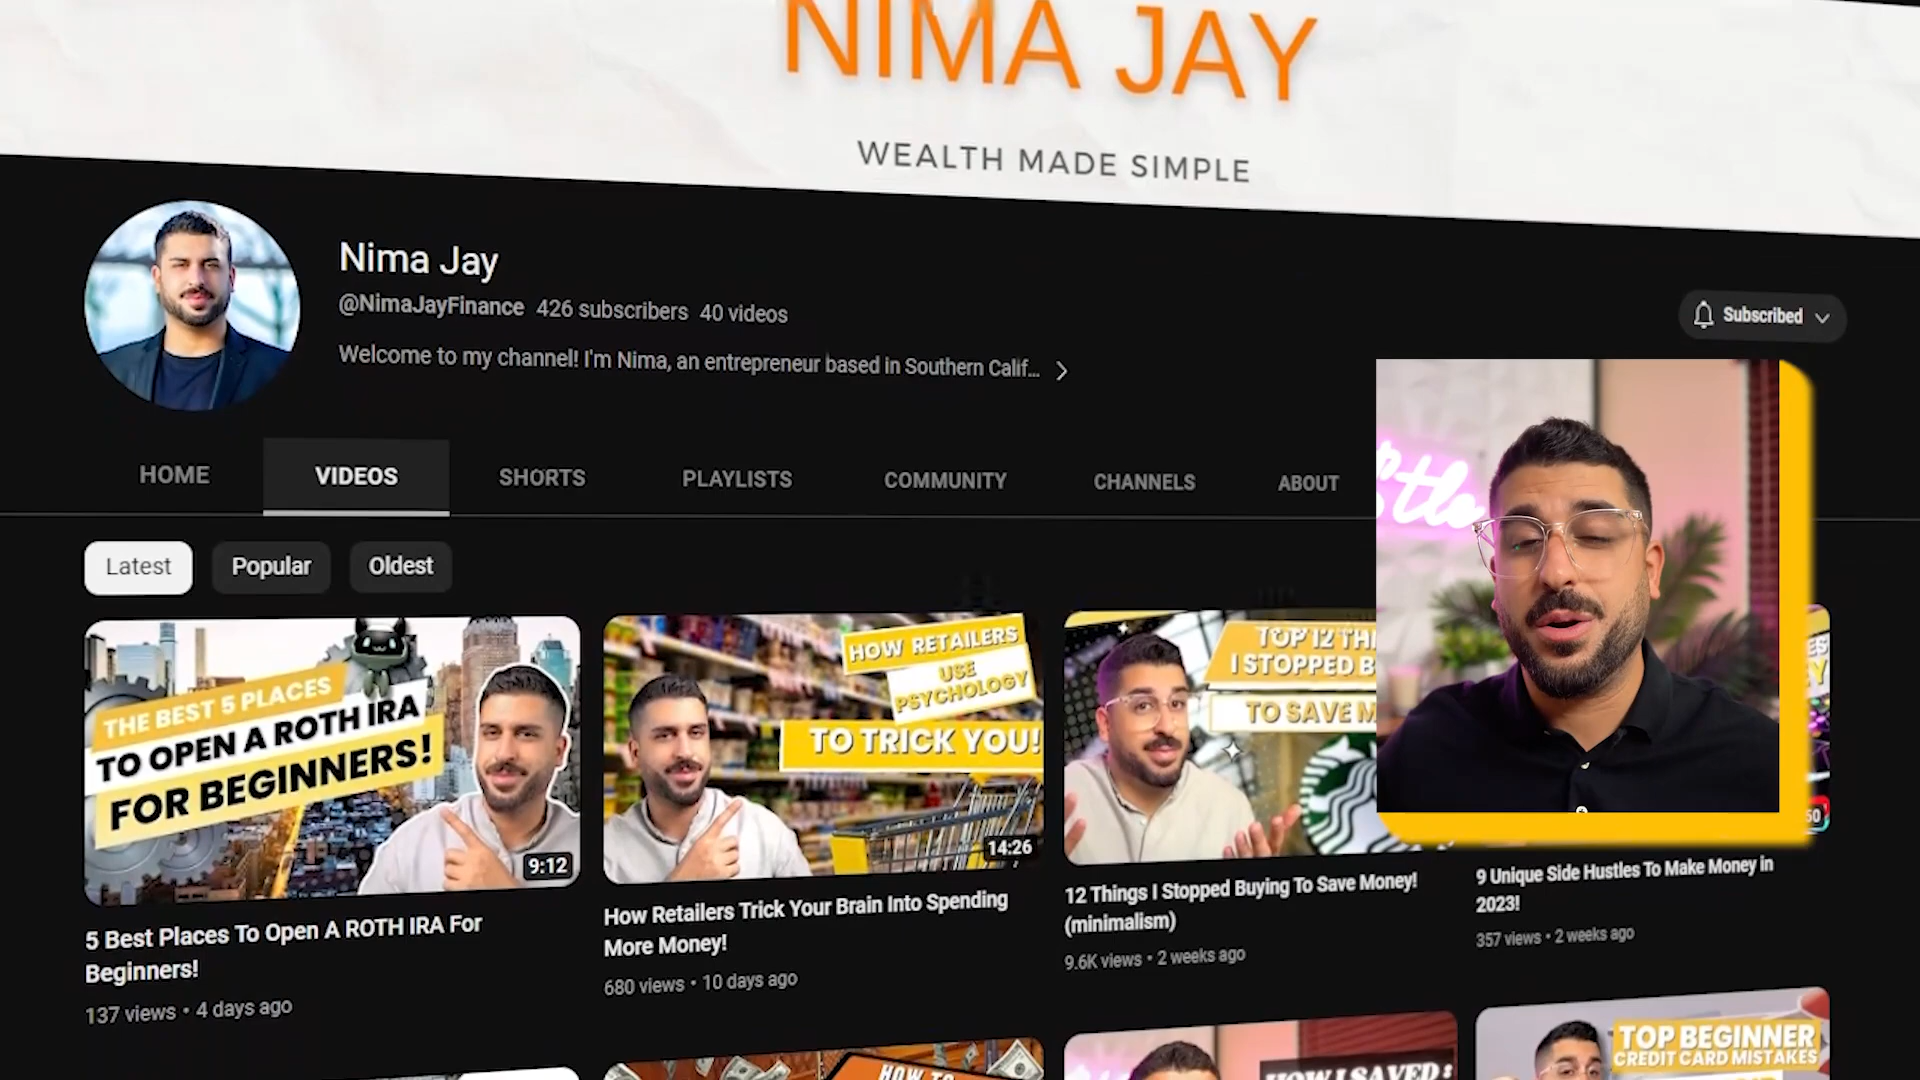 NIMA JAY
WEALTH MADE SIMPLE
Nima Jay
@NimaJayFinance 426 subscribers 40 videos
Welcome to my channel! I'm Nima, an entrepreneur based in Southern Calif...
Subscribed
HOME VIDEOS SHORTS PLAYLISTS COMMUNITY CHANNELS ABOUT
Latest Popular Oldest
THE BEST 5 PLACES
TO OPEN A ROTH IRA
FOR BEGINNERS!
9:12
HOW RETAILERS
USE
PSYCHOLOGY
TO TRICK YOU!
14:26
TOP 12 THI
I STOPPED B
TO SAVE M
5 Best Places To Open A ROTH IRA For
Beginners!
137 views • 4 days ago
How Retailers Trick Your Brain Into Spending
More Money!
680 views • 10 days ago
12 Things I Stopped Buying To Save Money!
(minimalism)
9.6K views • 2 weeks ago
9 Unique Side Hustles To Make Money in
2023!
357 views • 2 weeks ago
HOW TO
HOW I SAVED:
TOP BEGINNER
CREDIT CARD MISTAKES